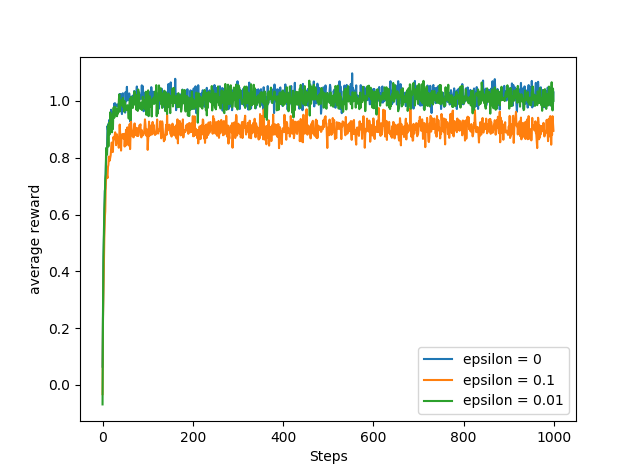 1.0
0.8
0.6
0.4
0.2
0.0
average reward
0 200 400 600 800 1000
Steps
epsilon = 0
epsilon = 0.1
epsilon = 0.01